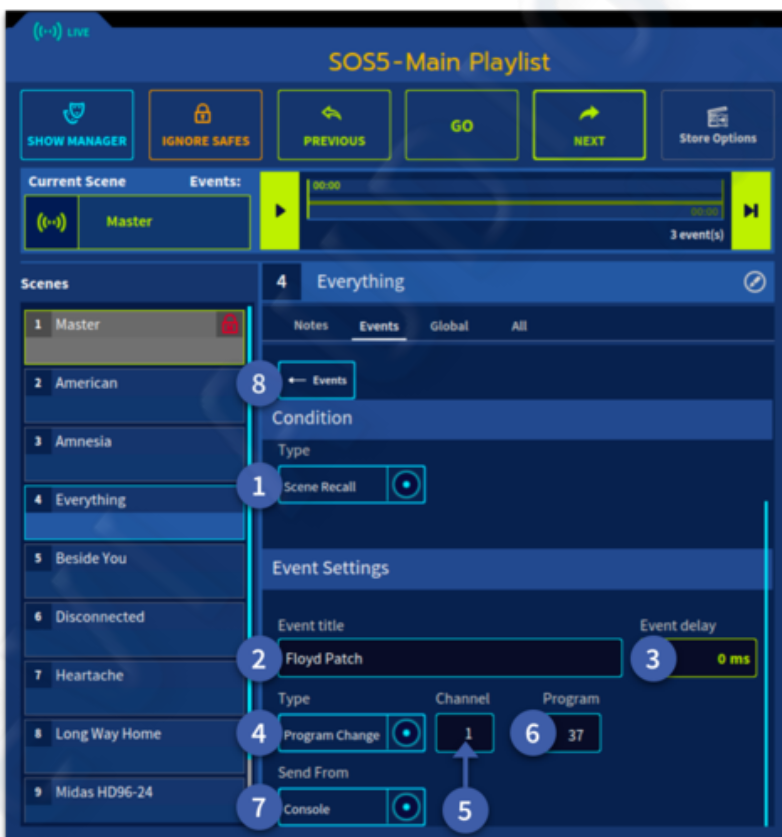 ((··)) LIVE
SOS5-Main Playlist
SHOW MANAGER
IGNORE SAFES
PREVIOUS
GO
NEXT
Store Options
Current Scene Events:
Master
00:00
00:00
3 event(s)
Scenes
1 Master
2 American
3 Amnesia
4 Everything
5 Beside You
6 Disconnected
7 Heartache
8 Long Way Home
9 Midas HD96-24
4 Everything
Notes Events Global All
8 ← Events
Condition
Type
1 Scene Recall
Event Settings
Event title Event delay
2 Floyd Patch 3 0 ms
Type Channel Program
4 Program Change 1 6 37
Send From
7 Console 5